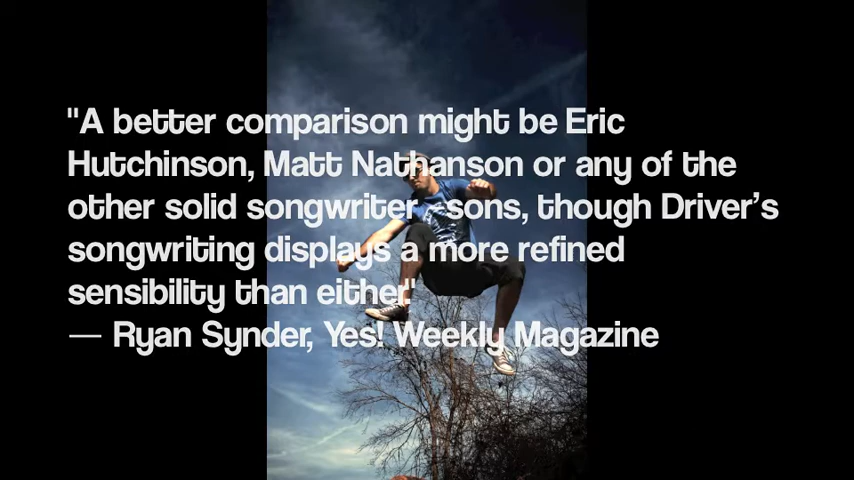 "A better comparison might be Eric
Hutchinson, Matt Nathanson or any of the
other solid songwriter sons, though Driver’s
songwriting displays a more refined
sensibility than either."
— Ryan Synder, Yes! Weekly Magazine